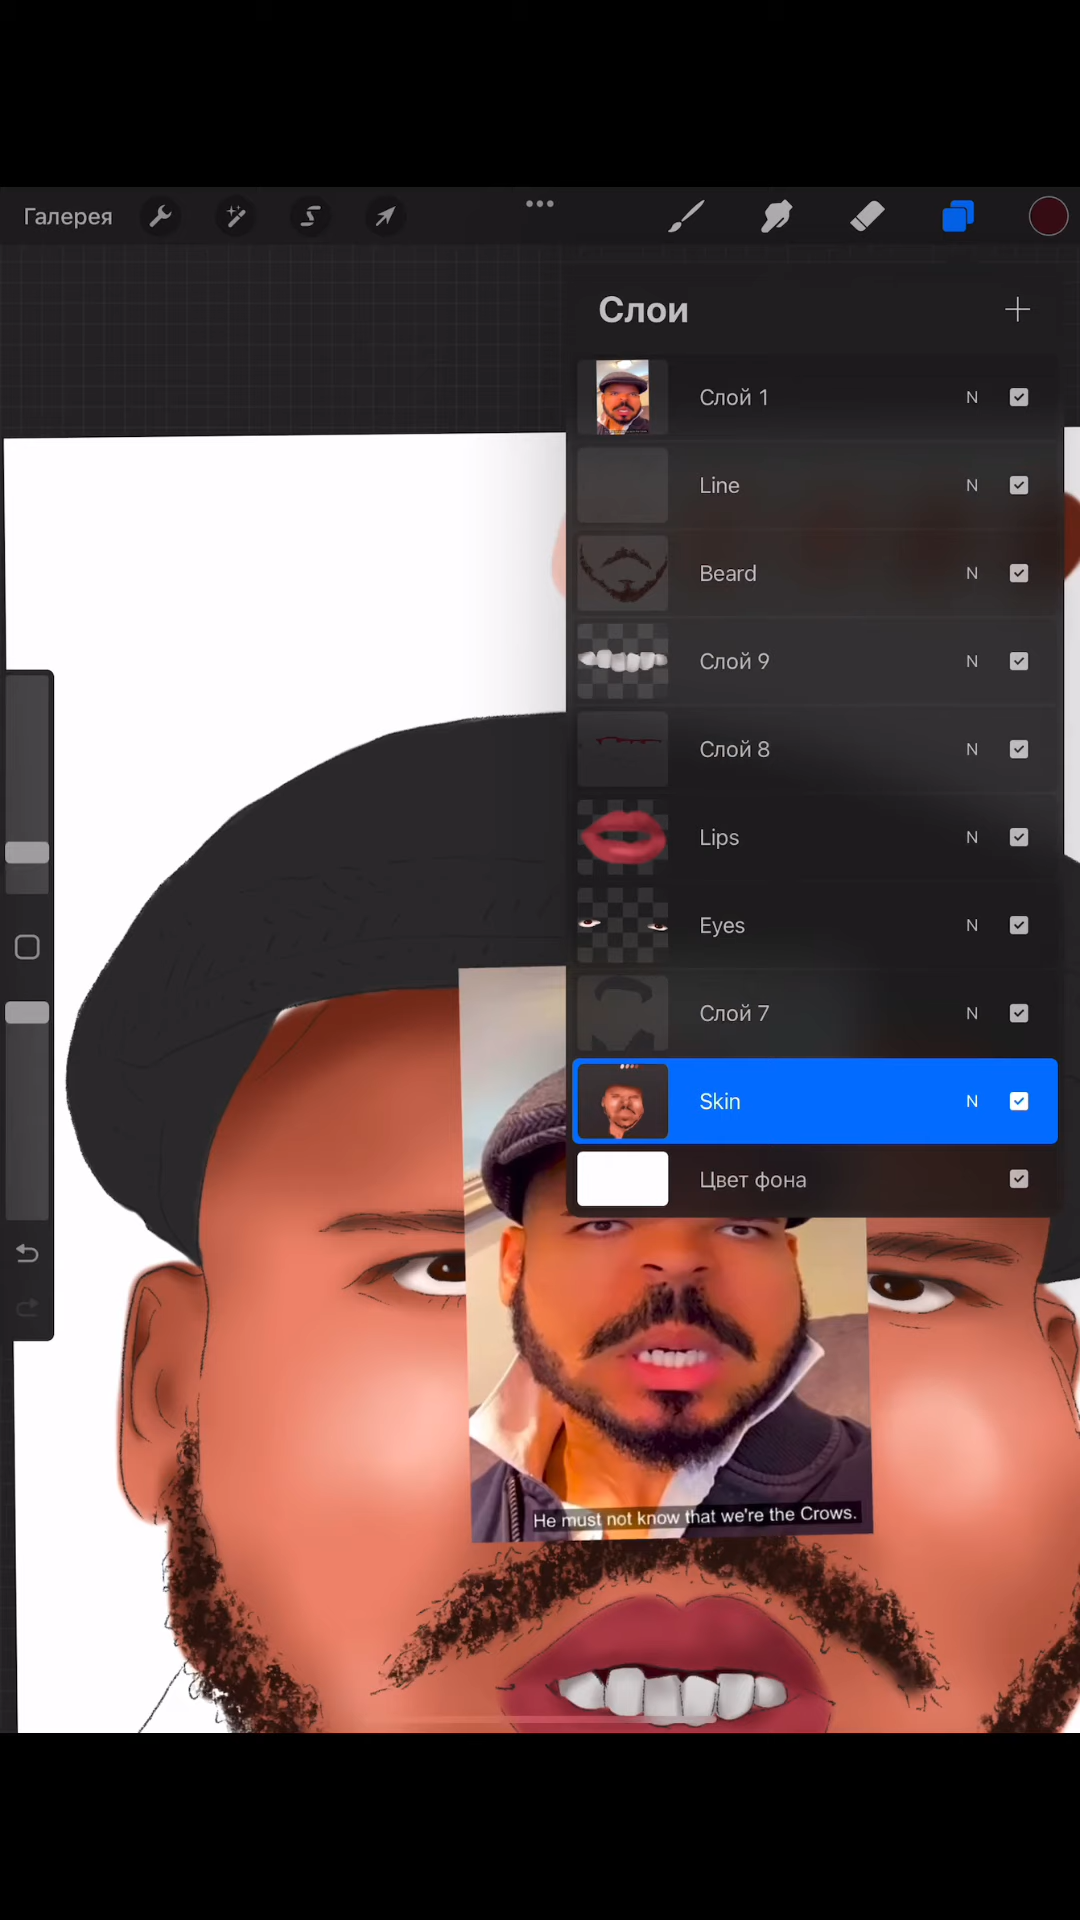 Галерея
Слои
Слой 1 N
Line N
Beard N
Слой 9 N
Слой 8 N
Lips N
Eyes N
Слой 7 N
Skin N
Цвет фона
He must not know that we're the Crows.